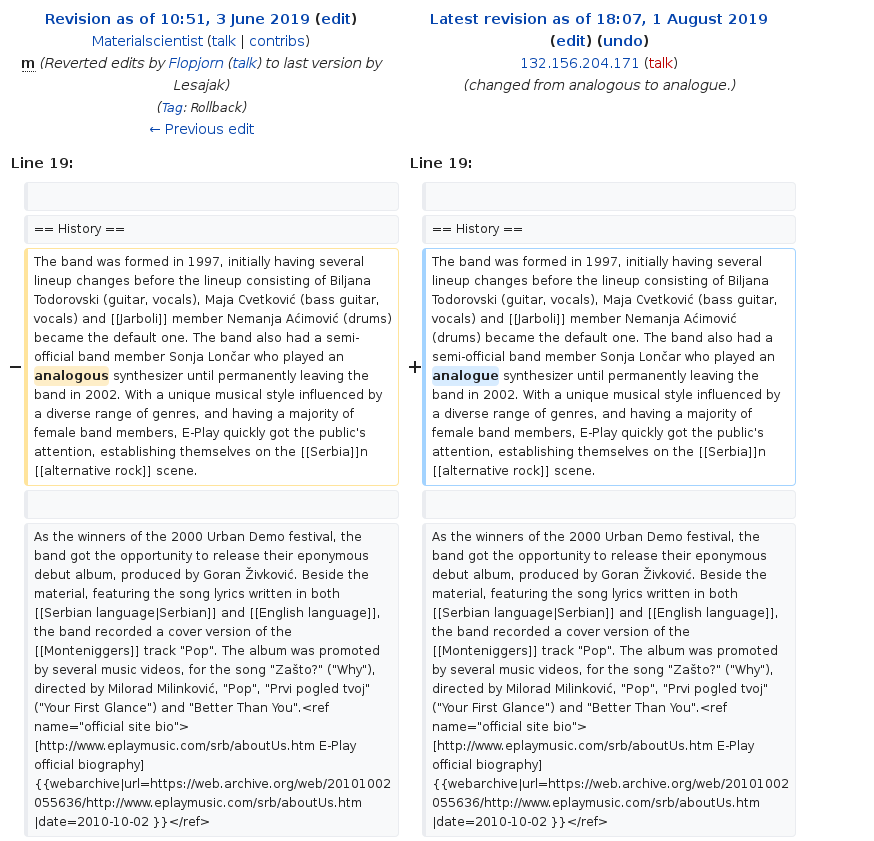 Revision as of 10:51, 3 June 2019 (edit)
Materialscientist (talk | contribs)
m (Reverted edits by Flopjorn (talk) to last version by
Lesajak)
(Tag: Rollback)
← Previous edit
Latest revision as of 18:07, 1 August 2019
(edit) (undo)
132.156.204.171 (talk)
(changed from analogous to analogue.)
Line 19:
== History ==
− The band was formed in 1997, initially having several
lineup changes before the lineup consisting of Biljana
Todorovski (guitar, vocals), Maja Cvetković (bass guitar,
vocals) and [[Jarboli]] member Nemanja Aćimović (drums)
became the default one. The band also had a semi-
official band member Sonja Lončar who played an
analogous synthesizer until permanently leaving the
band in 2002. With a unique musical style influenced by
a diverse range of genres, and having a majority of
female band members, E-Play quickly got the public's
attention, establishing themselves on the [[Serbia]]n
[[alternative rock]] scene.
As the winners of the 2000 Urban Demo festival, the
band got the opportunity to release their eponymous
debut album, produced by Goran Živković. Beside the
material, featuring the song lyrics written in both
[[Serbian language|Serbian]] and [[English language]],
the band recorded a cover version of the
[[Monteniggers]] track "Pop". The album was promoted
by several music videos, for the song "Zašto?" ("Why"),
directed by Milorad Milinković, "Pop", "Prvi pogled tvoj"
("Your First Glance") and "Better Than You".<ref
name="official site bio">
[http://www.eplaymusic.com/srb/aboutUs.htm E-Play
official biography]
{{webarchive|url=https://web.archive.org/web/20101002
055636/http://www.eplaymusic.com/srb/aboutUs.htm
|date=2010-10-02 }}</ref>
Line 19:
== History ==
+ The band was formed in 1997, initially having several
lineup changes before the lineup consisting of Biljana
Todorovski (guitar, vocals), Maja Cvetković (bass guitar,
vocals) and [[Jarboli]] member Nemanja Aćimović
(drums) became the default one. The band also had a
semi-official band member Sonja Lončar who played an
analogue synthesizer until permanently leaving the
band in 2002. With a unique musical style influenced by
a diverse range of genres, and having a majority of
female band members, E-Play quickly got the public's
attention, establishing themselves on the [[Serbia]]n
[[alternative rock]] scene.
As the winners of the 2000 Urban Demo festival, the
band got the opportunity to release their eponymous
debut album, produced by Goran Živković. Beside the
material, featuring the song lyrics written in both
[[Serbian language|Serbian]] and [[English language]],
the band recorded a cover version of the
[[Monteniggers]] track "Pop". The album was promoted
by several music videos, for the song "Zašto?" ("Why"),
directed by Milorad Milinković, "Pop", "Prvi pogled tvoj"
("Your First Glance") and "Better Than You".<ref
name="official site bio">
[http://www.eplaymusic.com/srb/aboutUs.htm E-Play
official biography]
{{webarchive|url=https://web.archive.org/web/20101002
055636/http://www.eplaymusic.com/srb/aboutUs.htm
|date=2010-10-02 }}</ref>